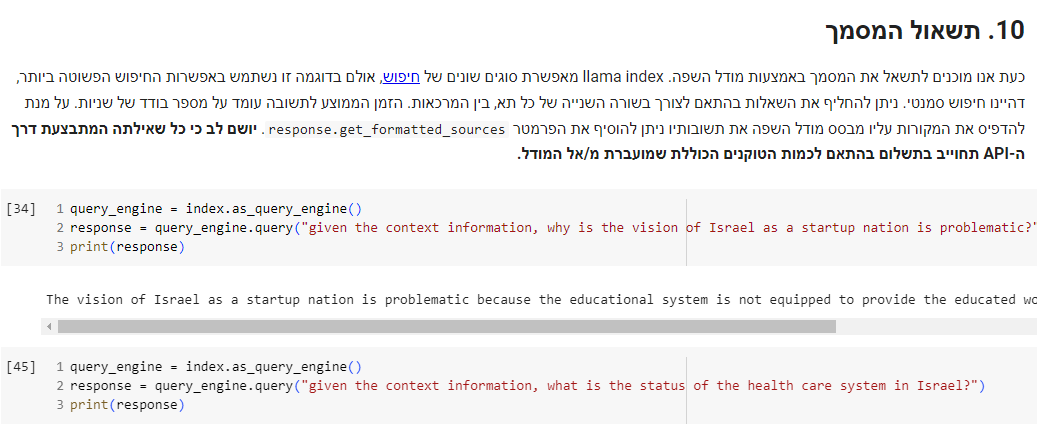 10. תשאול המסמך
כעת אנו מוכנים לתשאל את המסמך באמצעות מודל השפה. llama index מאפשרת סוגים שונים של חיפוש, אולם בדוגמה זו נשתמש באפשרות החיפוש הפשוטה ביותר,
דהיינו חיפוש סמנטי. ניתן להחליף את השאלות בהתאם לצורך בשורה השנייה של כל תא, בין המרכאות. הזמן הממוצע לתשובה עומד על מספר בודד של שניות. על מנת
להדפיס את המקורות עליו מבסס מודל השפה את תשובותיו ניתן להוסיף את הפרמטר response.get_formatted_sources. יושם לב כי כל שאילתה המתבצעת דרך
ה-API תחוייב בתשלום בהתאם לכמות הטוקנים הכוללת שמועברת מ/אל המודל.
[34] 1 query_engine = index.as_query_engine()
2 response = query_engine.query("given the context information, why is the vision of Israel as a startup nation is problematic?"
3 print(response)
The vision of Israel as a startup nation is problematic because the educational system is not equipped to provide the educated
[45] 1 query_engine = index.as_query_engine()
2 response = query_engine.query("given the context information, what is the status of the health care system in Israel?")
3 print(response)